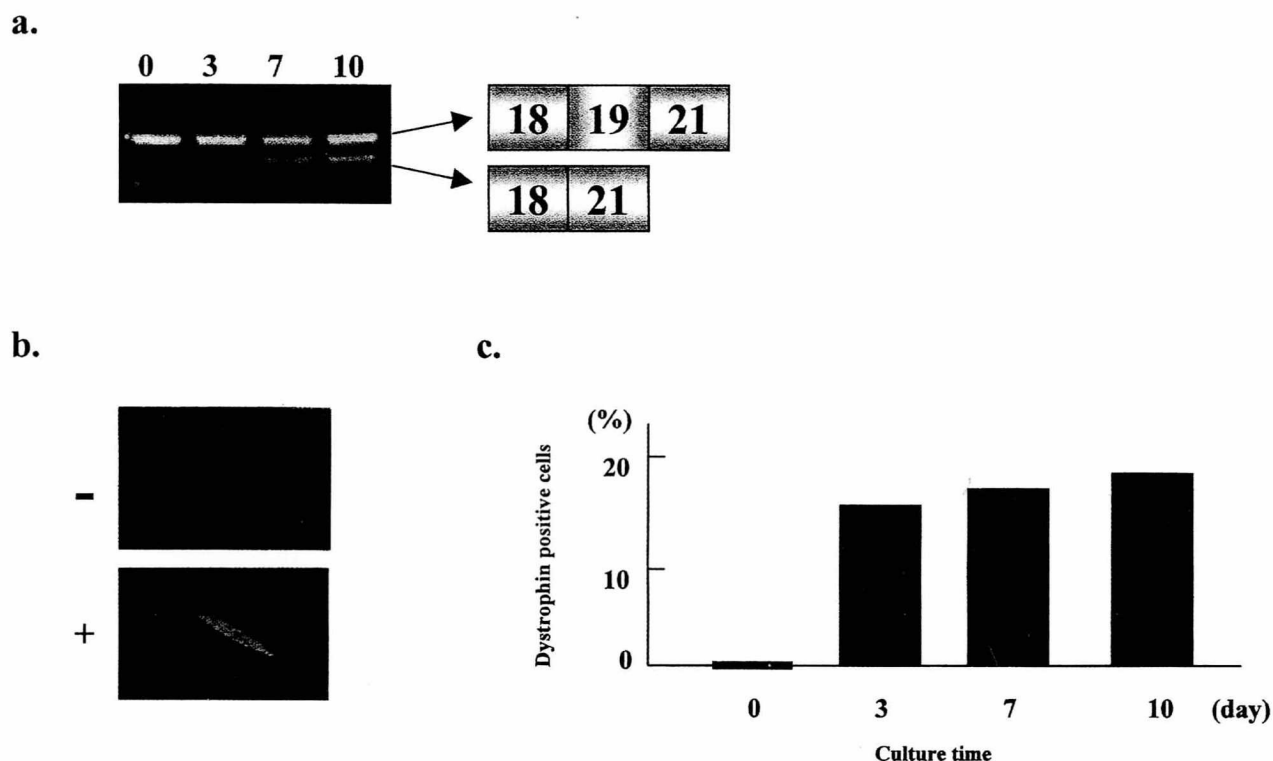 a.
0 3 7 10
18 19 21
18 21
b.
-
+
c.
(%)
20
10
0
Dystrophin positive cells
0 3 7 10 (day)
Culture time